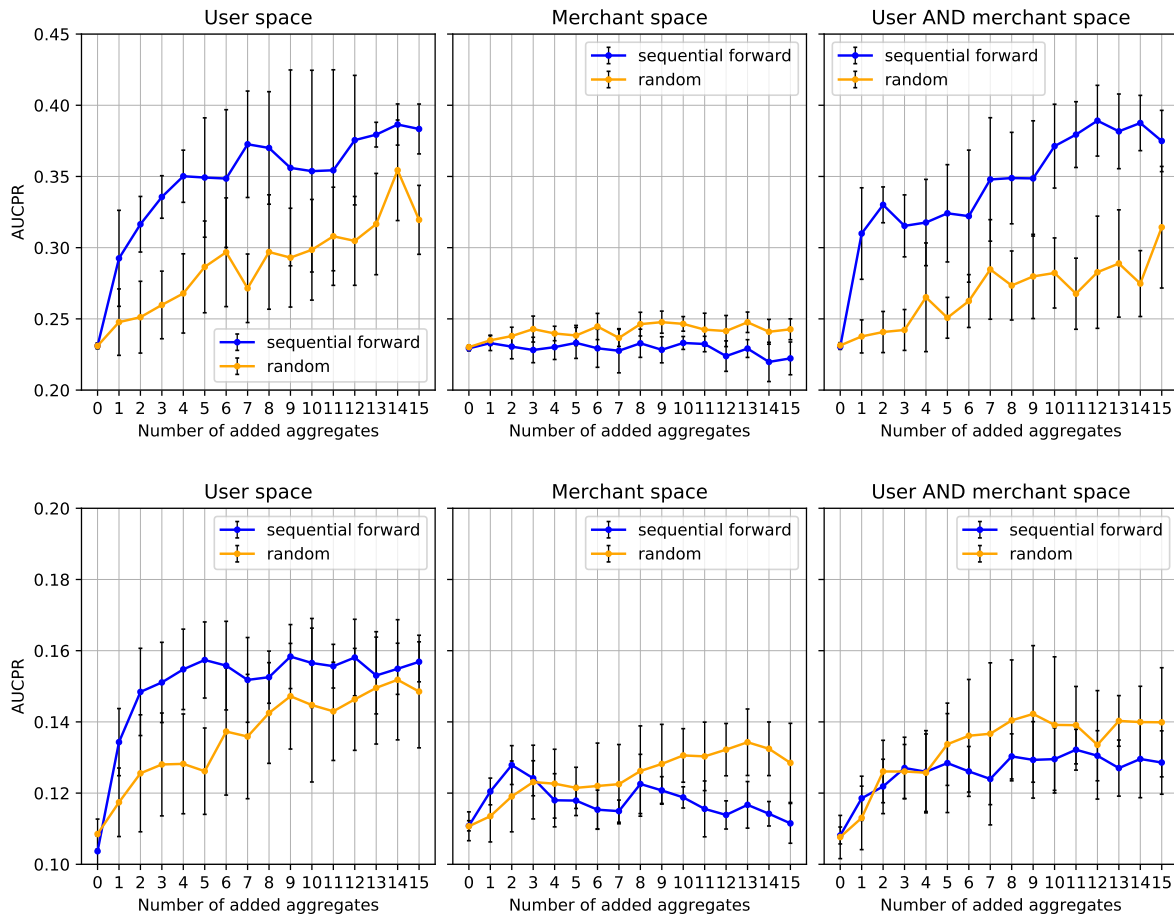 User space
Merchant space
User AND merchant space
0.45
0.40
0.35
0.30
0.25
0.20
AUCPR
sequential forward
random
sequential forward
random
sequential forward
random
0 1 2 3 4 5 6 7 8 9 10 11 12 13 14 15
0 1 2 3 4 5 6 7 8 9 10 11 12 13 14 15
0 1 2 3 4 5 6 7 8 9 10 11 12 13 14 15
Number of added aggregates
Number of added aggregates
Number of added aggregates
User space
Merchant space
User AND merchant space
0.20
0.18
0.16
0.14
0.12
0.10
AUCPR
sequential forward
random
sequential forward
random
sequential forward
random
0 1 2 3 4 5 6 7 8 9 10 11 12 13 14 15
0 1 2 3 4 5 6 7 8 9 10 11 12 13 14 15
0 1 2 3 4 5 6 7 8 9 10 11 12 13 14 15
Number of added aggregates
Number of added aggregates
Number of added aggregates